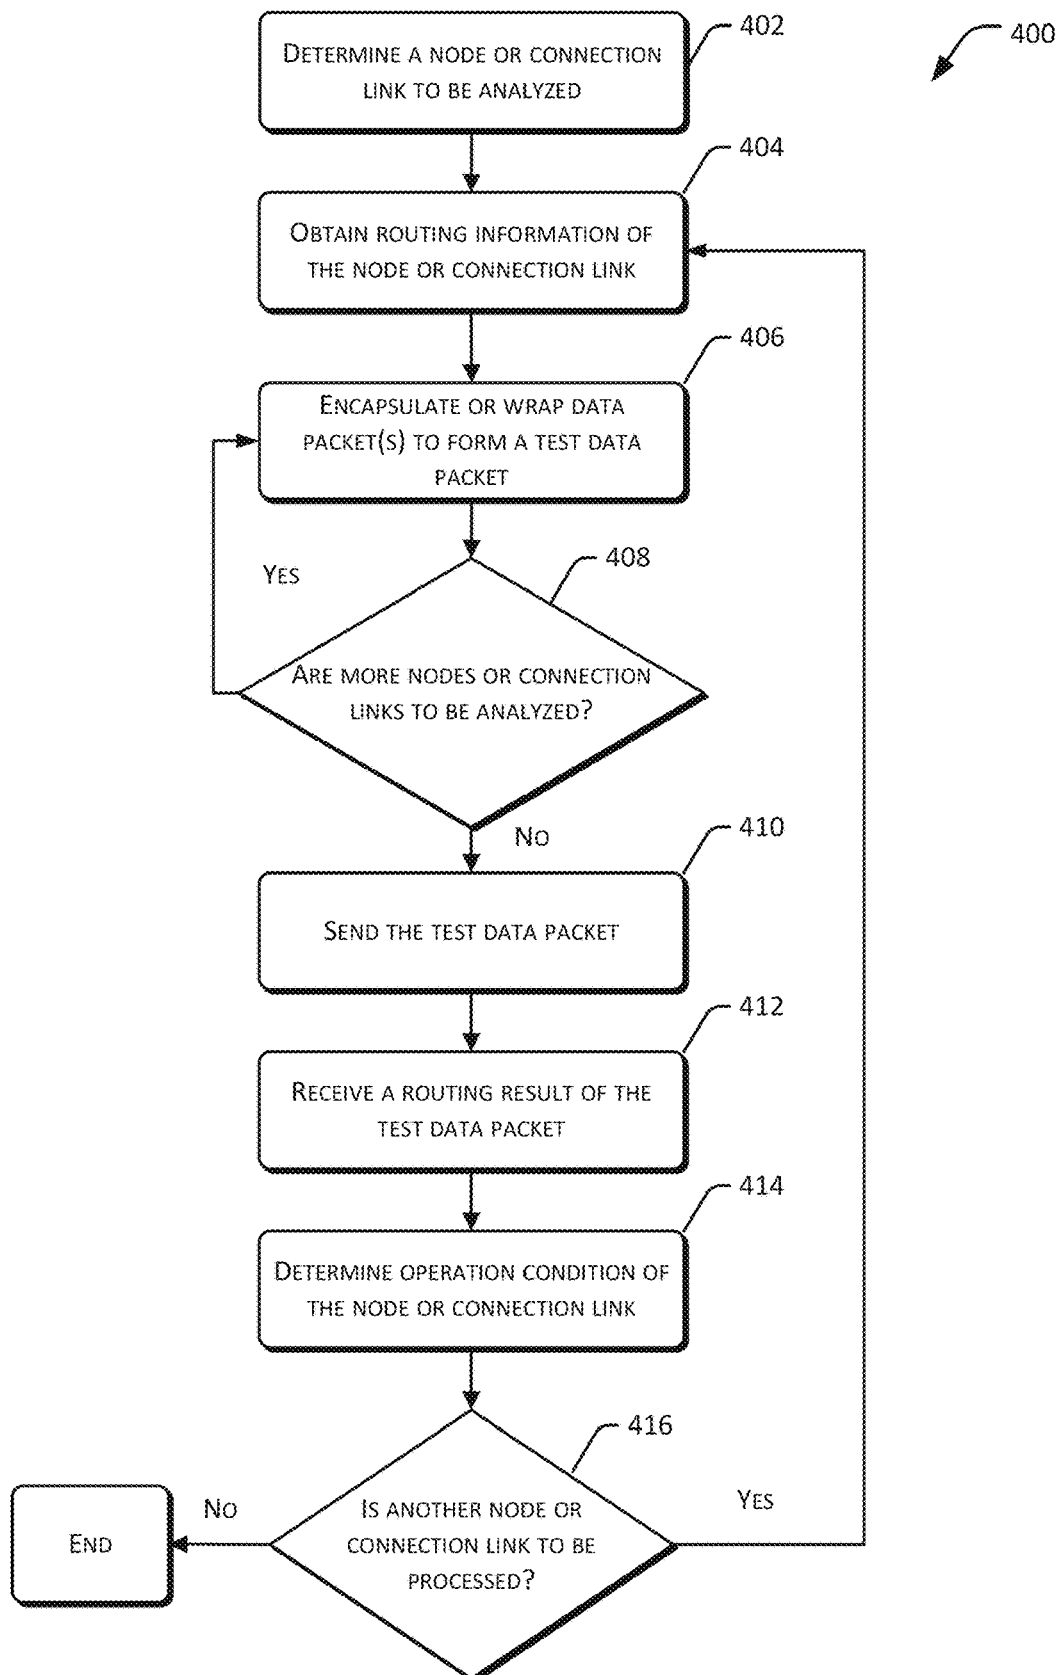 402
400
DETERMINE A NODE OR CONNECTION
LINK TO BE ANALYZED
404
OBTAIN ROUTING INFORMATION OF
THE NODE OR CONNECTION LINK
406
ENCAPSULATE OR WRAP DATA
PACKET(S) TO FORM A TEST DATA
PACKET
408
YES
ARE MORE NODES OR CONNECTION
LINKS TO BE ANALYZED?
NO
410
SEND THE TEST DATA PACKET
412
RECEIVE A ROUTING RESULT OF THE
TEST DATA PACKET
414
DETERMINE OPERATION CONDITION OF
THE NODE OR CONNECTION LINK
416
IS ANOTHER NODE OR
CONNECTION LINK TO BE
PROCESSED?
YES
NO
END